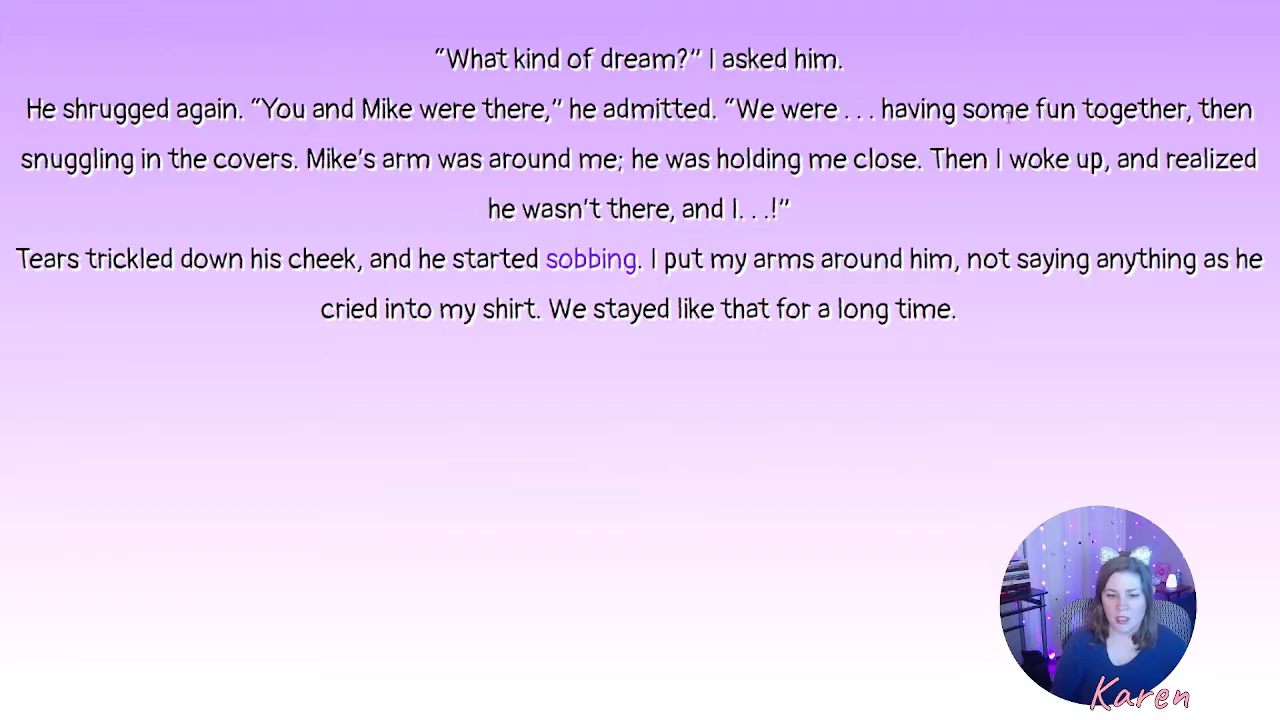 “What kind of dream?” I asked him.
He shrugged again. “You and Mike were there,” he admitted. “We were . . . having some fun together, then
snuggling in the covers. Mike’s arm was around me; he was holding me close. Then I woke up, and realized
he wasn’t there, and I. . .!”
Tears trickled down his cheek, and he started sobbing. I put my arms around him, not saying anything as he
cried into my shirt. We stayed like that for a long time.
Karen